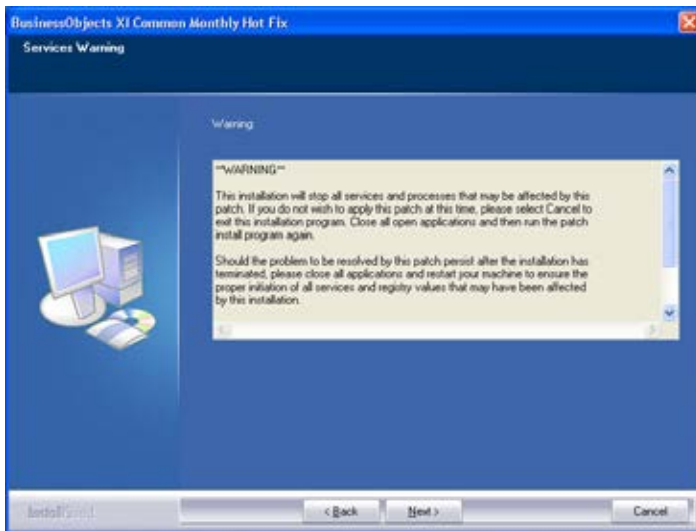 BusinessObjects XI Common Monthly Hot Fix
Services Warning
Warning
**WARNING**
This installation will stop all services and processes that may be affected by this
patch. If you do not wish to apply this patch at this time, please select Cancel to
exit this installation program. Close all open applications and then run the patch
install program again.
Should the problem to be resolved by this patch persist after the installation has
terminated, please close all applications and restart your machine to ensure the
proper initiation of all services and registry values that may have been affected
by this installation.
InstallShield
< Back
Next >
Cancel